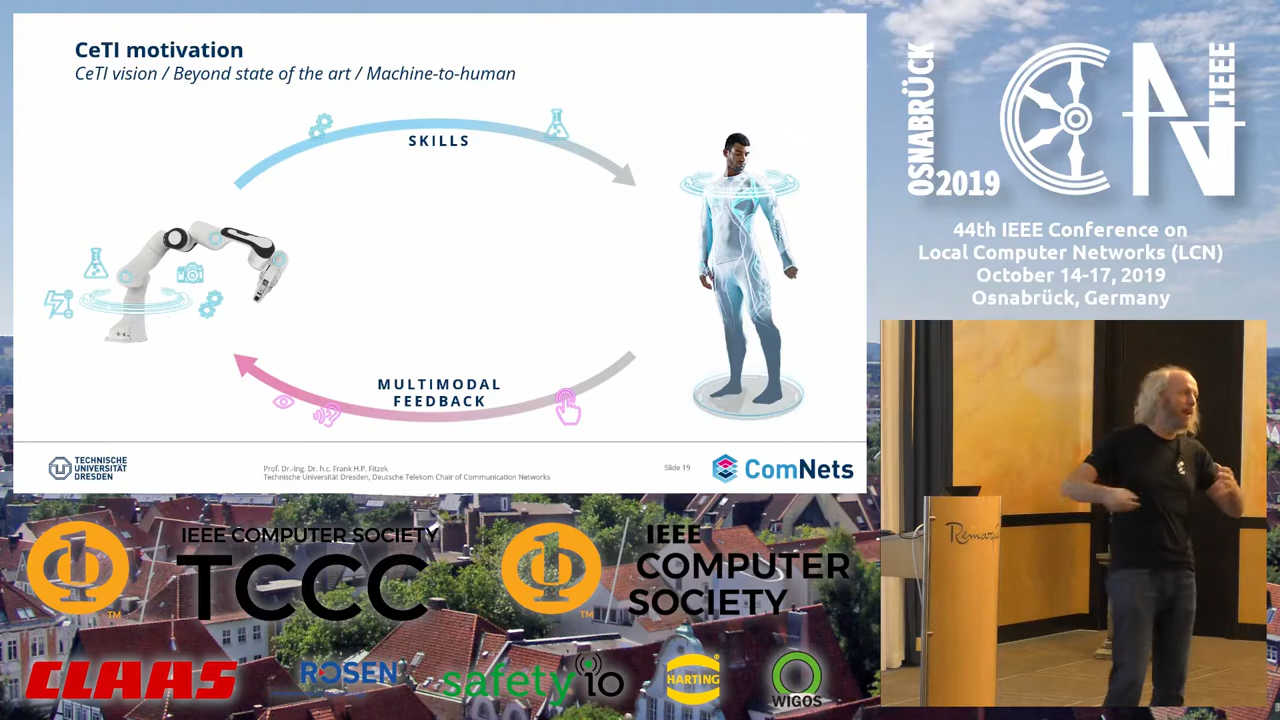 CeTI motivation
CeTI vision / Beyond state of the art / Machine-to-human
SKILLS
MULTIMODAL
FEEDBACK
TECHNISCHE
UNIVERSITÄT
DRESDEN
Prof. Dr.-Ing. Dr. h.c. Frank H.P. Fitzek
Technische Universität Dresden, Deutsche Telekom Chair of Communication Networks
Slide 19
ComNets
OSNABRÜCK
2019
LCN
IEEE
44th IEEE Conference on
Local Computer Networks (LCN)
October 14-17, 2019
Osnabrück, Germany
IEEE COMPUTER SOCIETY
TCCC
TM
IEEE
COMPUTER
SOCIETY
TM
CLAAS
ROSEN
safetyio
HARTING
WIGOS